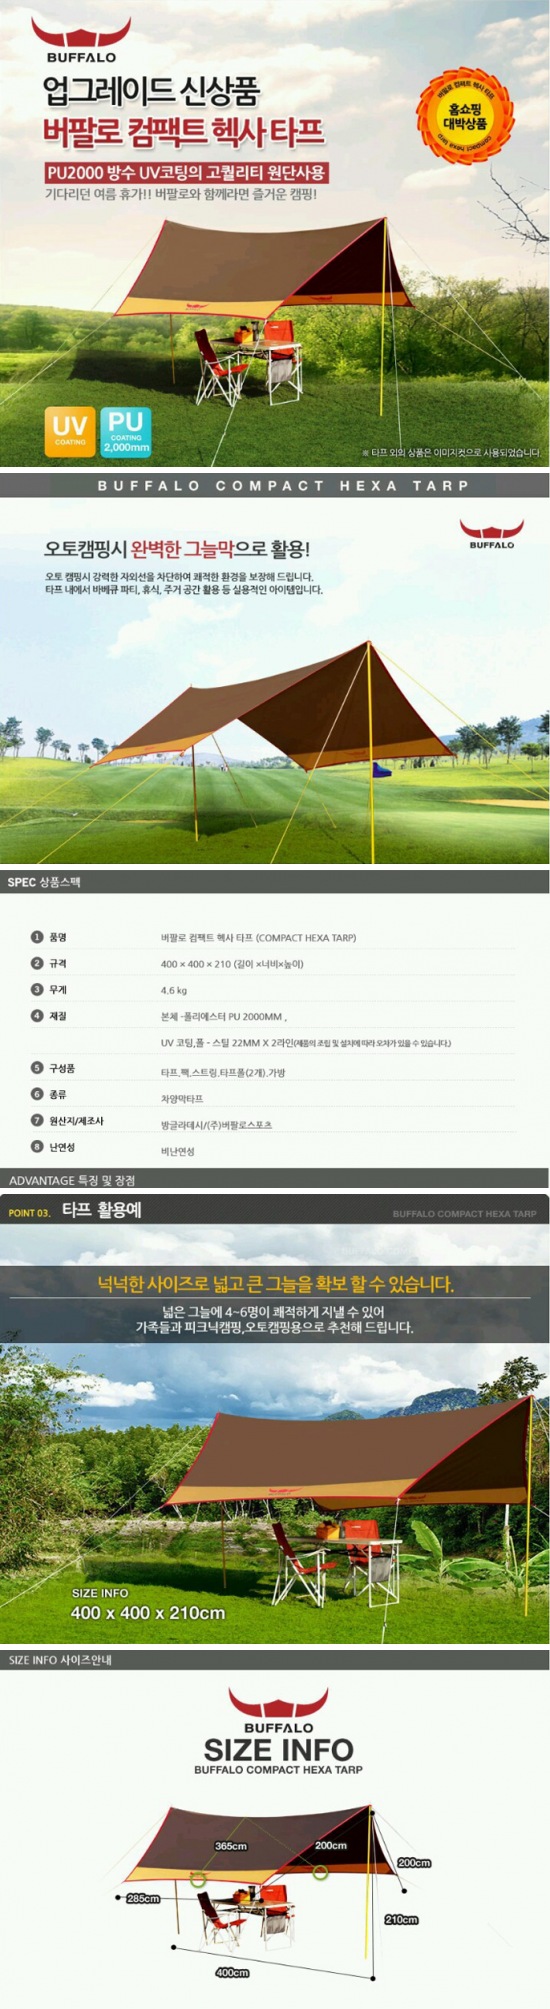 BUFFALO
업그레이드 신상품
버팔로 컴팩트 헥사 타프
PU2000 방수 UV코팅의 고퀄리티 원단사용
기다리던 여름 휴가!! 버팔로와 함께라면 즐거운 캠핑!
버팔로 컴팩트 헥사 타프
홈쇼핑
대박상품
compact hexa tarp
UV
COATING
PU
COATING
2,000mm
※ 타프 외의 상품은 이미지컷으로 사용되었습니다.
BUFFALO COMPACT HEXA TARP
BUFFALO
오토캠핑시 완벽한 그늘막으로 활용!
오토 캠핑시 강력한 자외선을 차단하여 쾌적한 환경을 보장해 드립니다.
타프 내에서 바베큐 파티, 휴식, 주거 공간 활용 등 실용적인 아이템입니다.
SPEC 상품스펙
1 품명 버팔로 컴팩트 헥사 타프 (COMPACT HEXA TARP)
2 규격 400 × 400 × 210 (길이 ×너비×높이)
3 무게 4.6 kg
4 재질 본체 -폴리에스터 PU 2000MM ,
UV 코팅,폴 - 스틸 22MM X 2라인(제품의 조립 및 설치에 따라 오차가 있을 수 있습니다.)
5 구성품 타프,팩,스트링,타프폴(2개),가방
6 종류 차양막타프
7 원산지/제조사 방글라데시/(주)버팔로스포츠
8 난연성 비난연성
ADVANTAGE 특징 및 장점
POINT 03. 타프 활용예
BUFFALO COMPACT HEXA TARP
넉넉한 사이즈로 넓고 큰 그늘을 확보 할 수 있습니다.
넓은 그늘에 4~6명이 쾌적하게 지낼 수 있어
가족들과 피크닉캠핑,오토캠핑용으로 추천해 드립니다.
SIZE INFO
400 x 400 x 210cm
SIZE INFO 사이즈안내
BUFFALO
SIZE INFO
BUFFALO COMPACT HEXA TARP
365cm
200cm
200cm
285cm
210cm
400cm